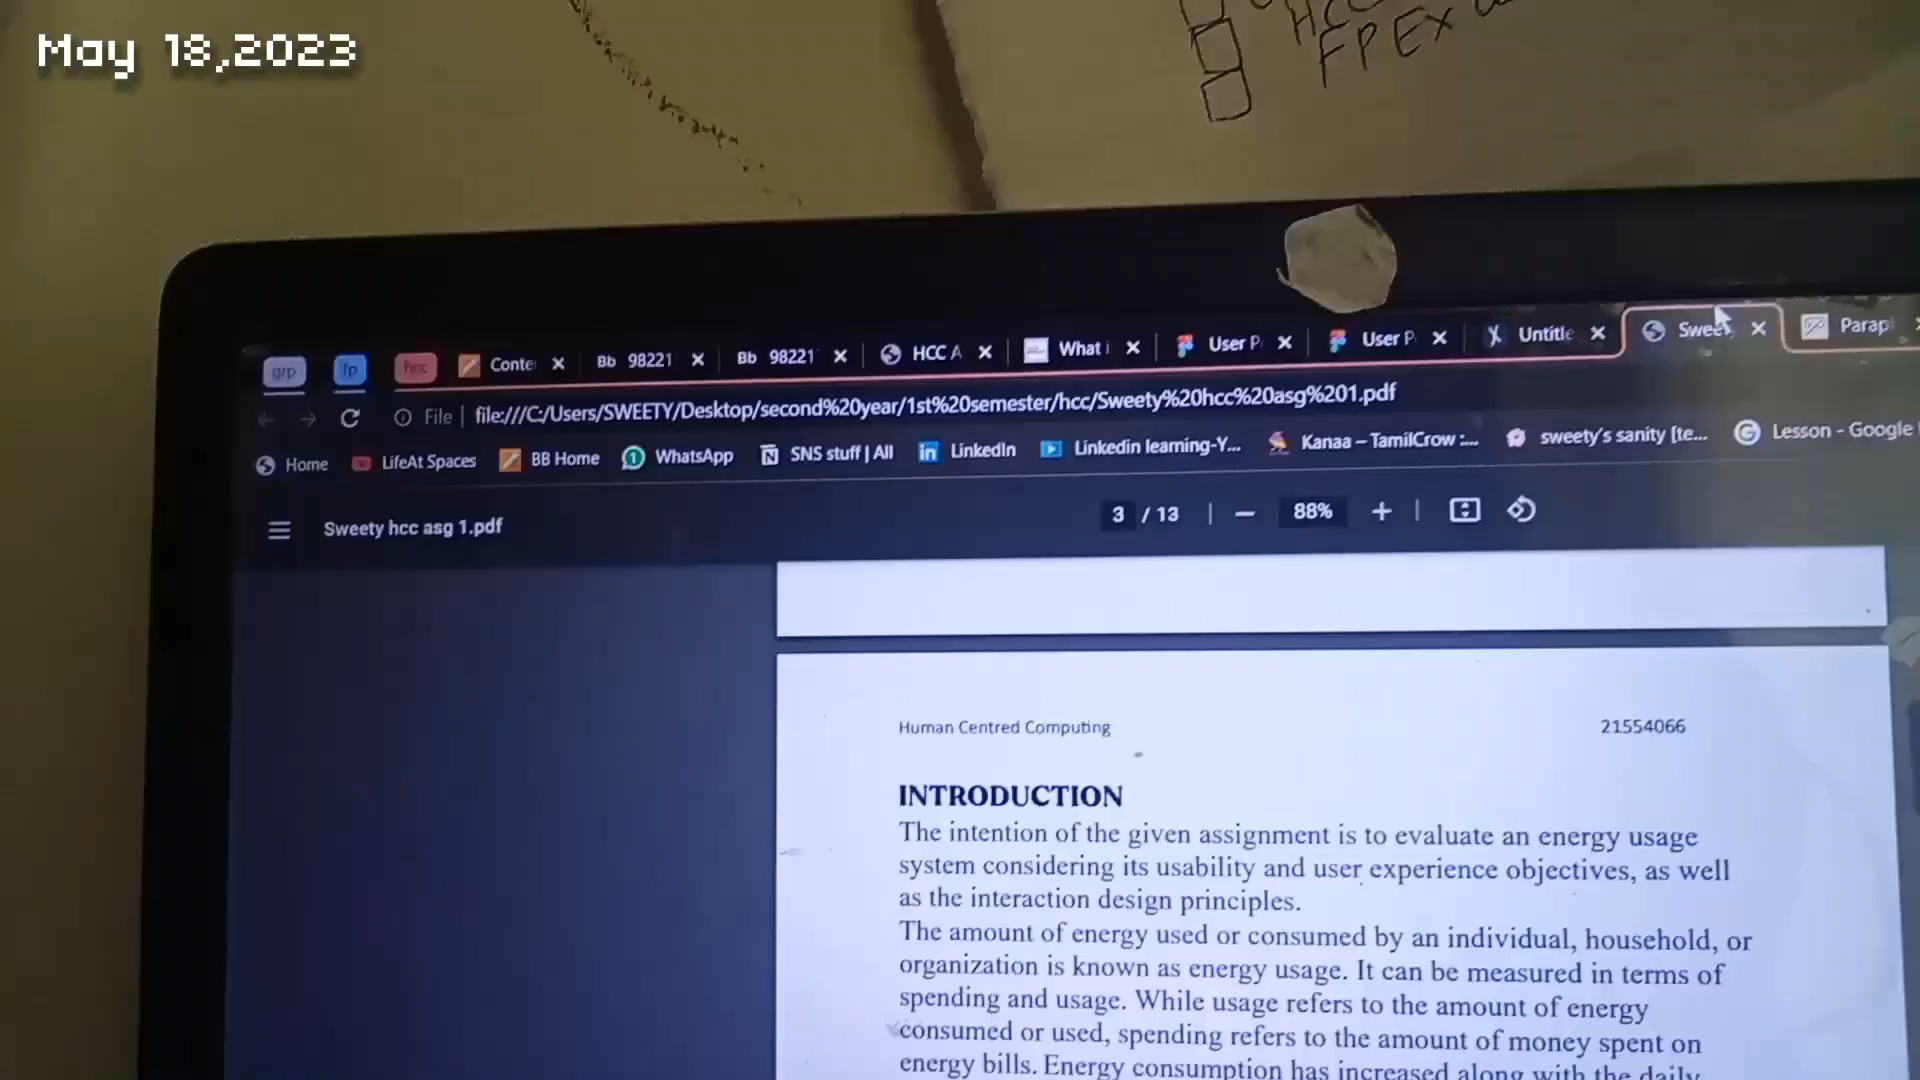 May 18,2023
FP EX
grp
fp
hcc
Conte
Bb 98221
Bb 98221
HCC A
What i
User P
User P
Untitle
Sweet
Parap
File | file:///C:/Users/SWEETY/Desktop/second%20year/1st%20semester/hcc/Sweety%20hcc%20asg%201.pdf
Home
LifeAt Spaces
BB Home
WhatsApp
SNS stuff | All
LinkedIn
Linkedin learning-Y...
Kanaa – TamilCrow :...
sweety's sanity [te...
Lesson - Google
Sweety hcc asg 1.pdf
3 / 13 | − 88% + |
Human Centred Computing
21554066
INTRODUCTION
The intention of the given assignment is to evaluate an energy usage
system considering its usability and user experience objectives, as well
as the interaction design principles.
The amount of energy used or consumed by an individual, household, or
organization is known as energy usage. It can be measured in terms of
spending and usage. While usage refers to the amount of energy
consumed or used, spending refers to the amount of money spent on
energy bills. Energy consumption has increased along with the daily